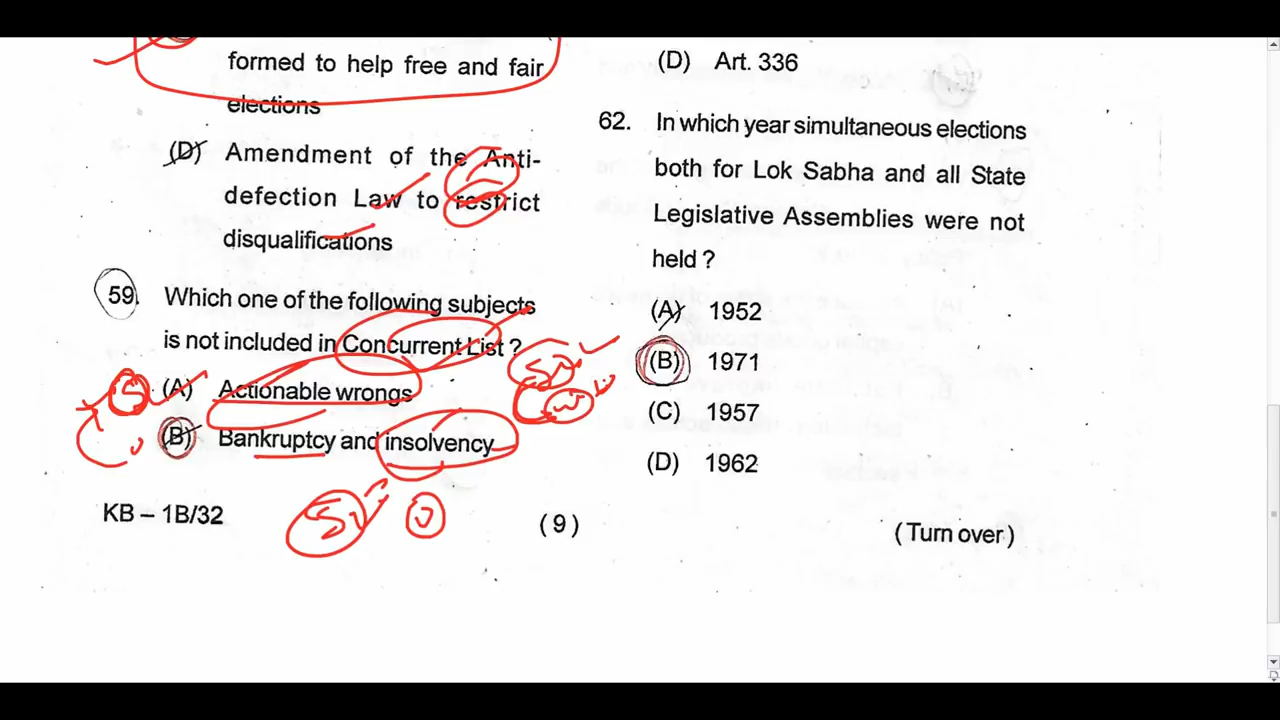 formed to help free and fair
elections
(D) Amendment of the Anti-
defection Law to restrict
disqualifications
59. Which one of the following subjects
is not included in Concurrent List ?
(A) Actionable wrongs
(B) Bankruptcy and insolvency
KB – 1B/32
(9)
(D) Art. 336
62. In which year simultaneous elections
both for Lok Sabha and all State
Legislative Assemblies were not
held ?
(A) 1952
(B) 1971
(C) 1957
(D) 1962
(Turn over)